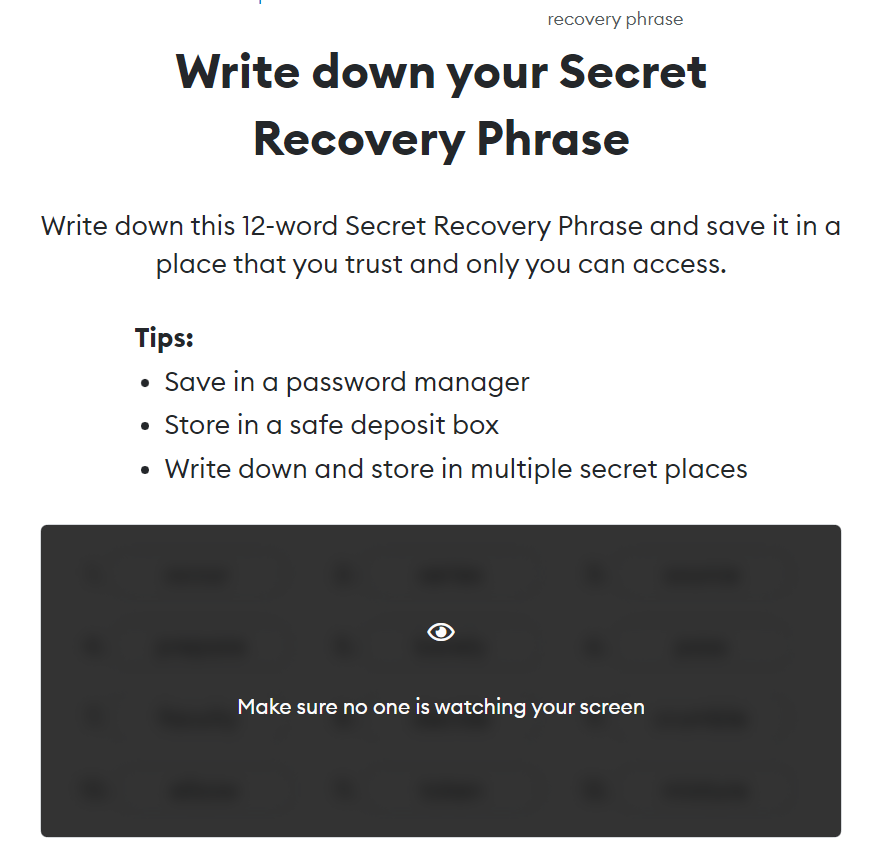 recovery phrase
Write down your Secret
Recovery Phrase
Write down this 12-word Secret Recovery Phrase and save it in a
place that you trust and only you can access.
Tips:
• Save in a password manager
• Store in a safe deposit box
• Write down and store in multiple secret places
Make sure no one is watching your screen